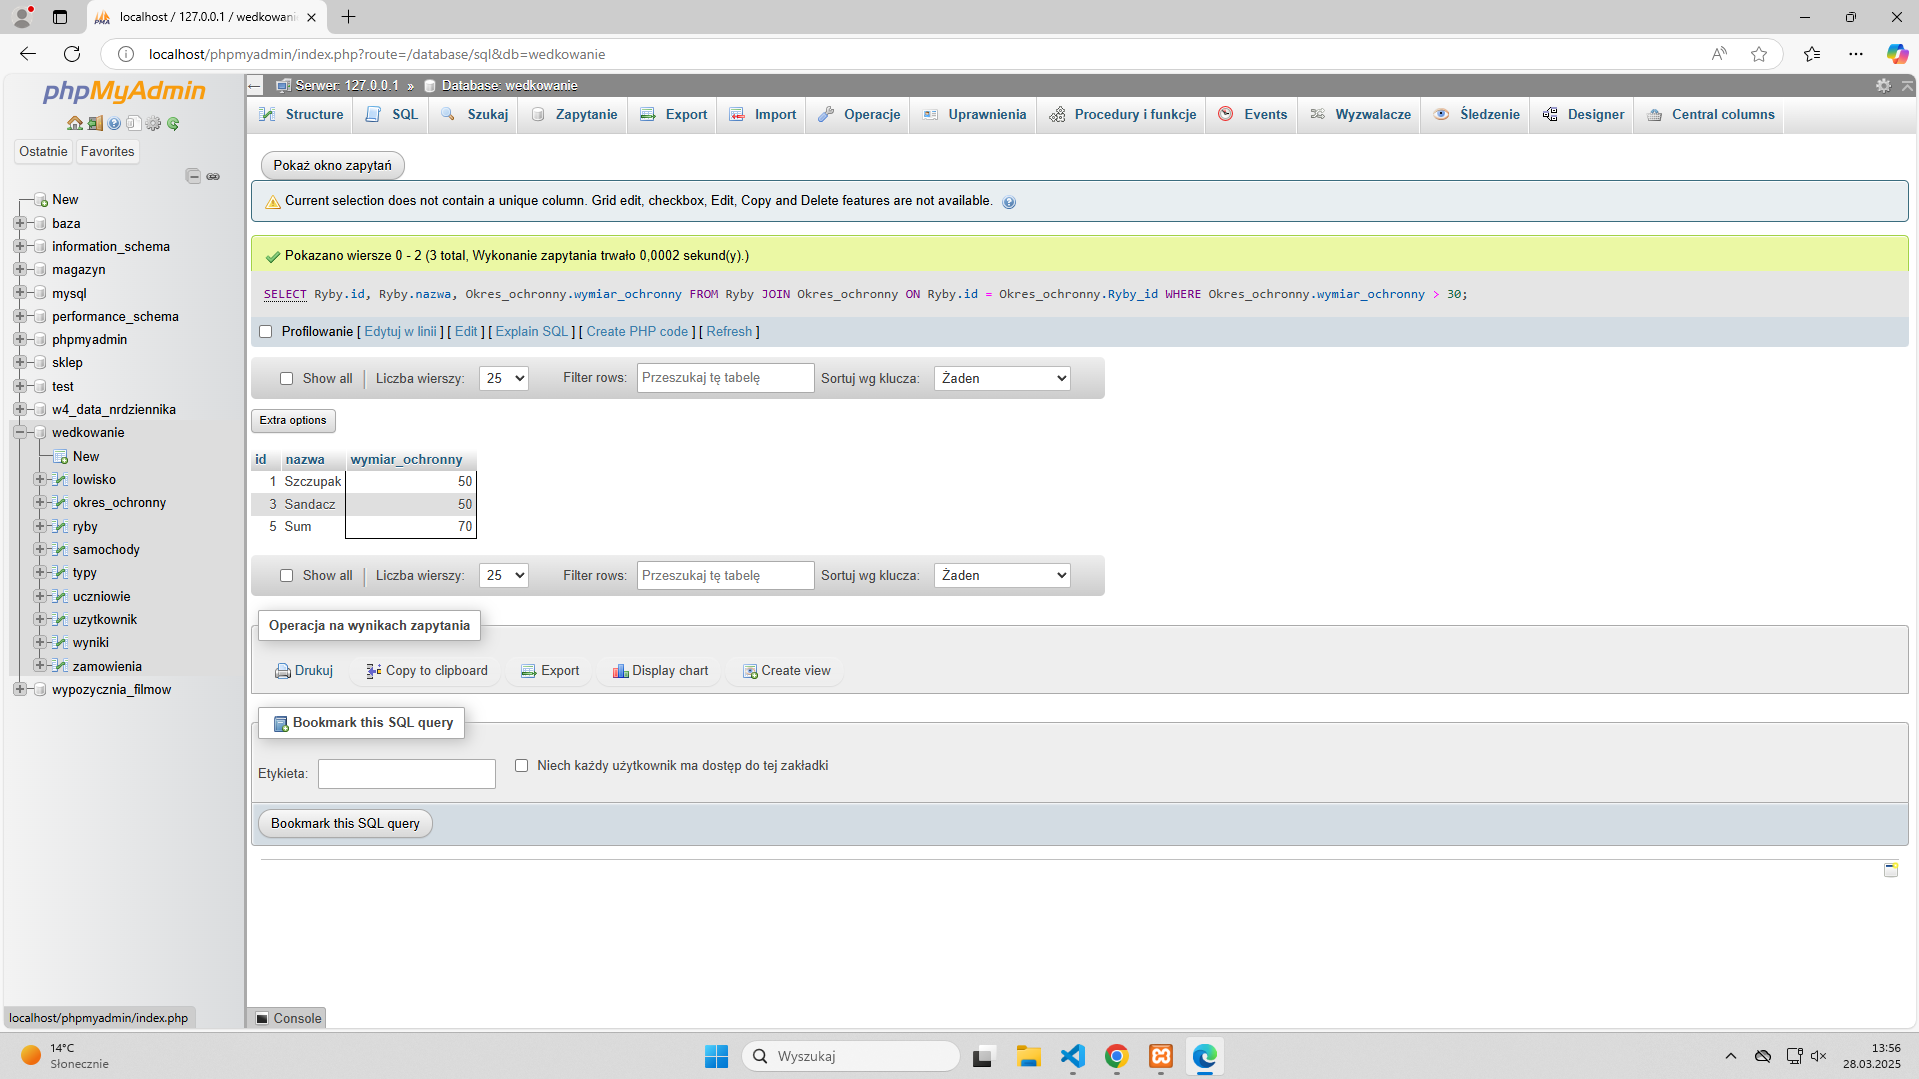 localhost / 127.0.0.1 / wedkowani
localhost/phpmyadmin/index.php?route=/database/sql&db=wedkowanie
phpMyAdmin
Ostatnie
Favorites
New
baza
information_schema
magazyn
mysql
performance_schema
phpmyadmin
sklep
test
w4_data_nrdziennika
wedkowanie
New
lowisko
okres_ochronny
ryby
samochody
typy
uczniowie
uzytkownik
wyniki
zamowienia
wypozycznia_filmow
localhost/phpmyadmin/index.php
Serwer: 127.0.0.1 » Database: wedkowanie
Structure SQL Szukaj Zapytanie Export Import Operacje Uprawnienia Procedury i funkcje Events Wyzwalacze Śledzenie Designer Central columns
Pokaż okno zapytań
Current selection does not contain a unique column. Grid edit, checkbox, Edit, Copy and Delete features are not available.
Pokazano wiersze 0 - 2 (3 total, Wykonanie zapytania trwało 0,0002 sekund(y).)
SELECT Ryby.id, Ryby.nazwa, Okres_ochronny.wymiar_ochronny FROM Ryby JOIN Okres_ochronny ON Ryby.id = Okres_ochronny.Ryby_id WHERE Okres_ochronny.wymiar_ochronny > 30;
Profilowanie [ Edytuj w linii ] [ Edit ] [ Explain SQL ] [ Create PHP code ] [ Refresh ]
Show all | Liczba wierszy: 25 Filter rows: Przeszukaj tę tabelę Sortuj wg klucza: Żaden
Extra options
id nazwa wymiar_ochronny
1 Szczupak 50
3 Sandacz 50
5 Sum 70
Show all | Liczba wierszy: 25 Filter rows: Przeszukaj tę tabelę Sortuj wg klucza: Żaden
Operacja na wynikach zapytania
Drukuj Copy to clipboard Export Display chart Create view
Bookmark this SQL query
Etykieta: Niech każdy użytkownik ma dostęp do tej zakładki
Bookmark this SQL query
Console
14°C
Słonecznie
Wyszukaj
13:56
28.03.2025